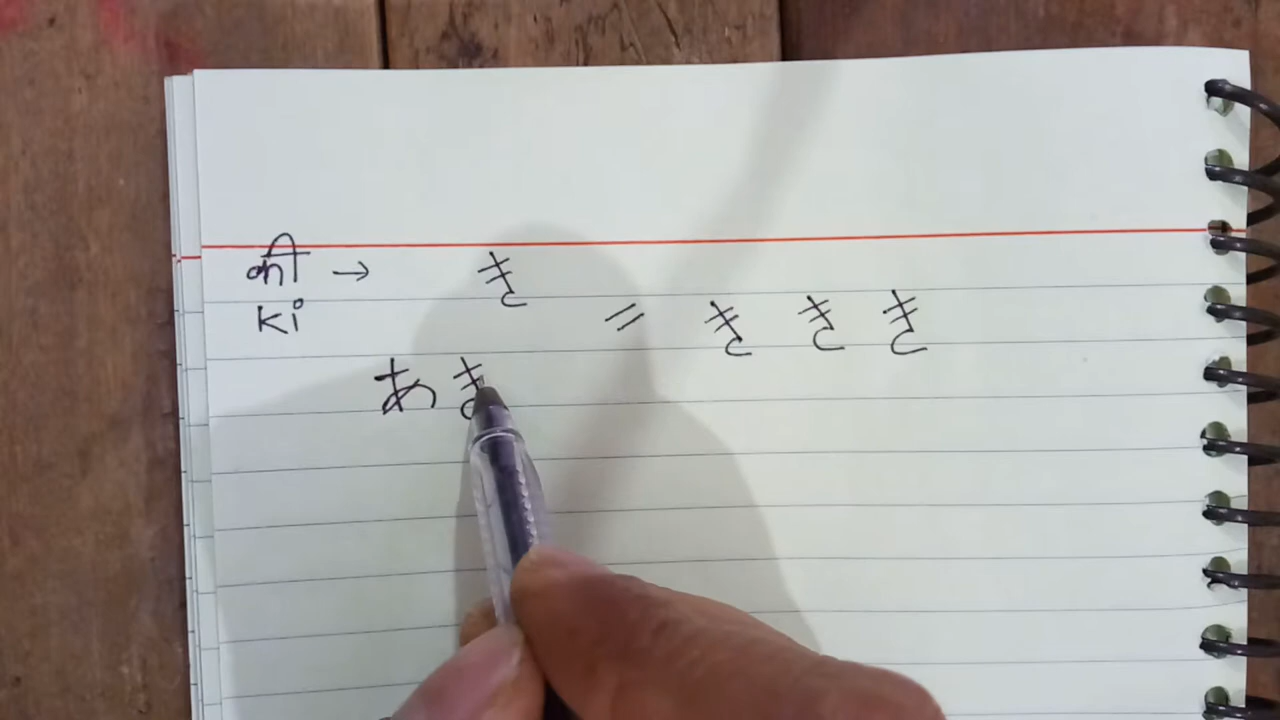 की → き
ki = き き き
あき